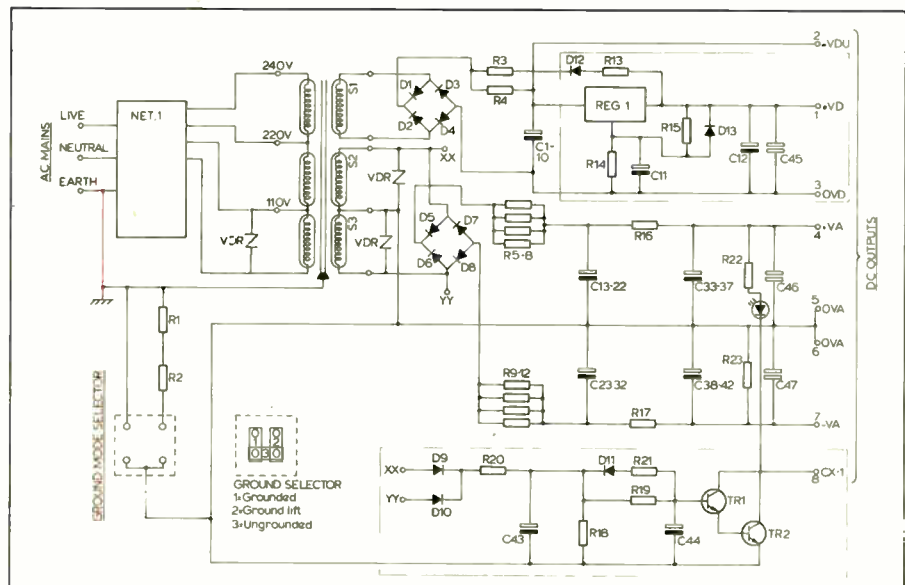 AC MAINS
LIVE
NEUTRAL
EARTH
NET.1
240V
220V
110V
VDR
S1
S2
S3
VDR
VDR
D1
D3
D2
D4
XX
D5
D7
D6
D8
YY
R3
R4
C1-10
D12
R13
REG 1
R14
C11
R15
D13
C12
C45
2 +VDU
+VD
1
3
OVD
R5-8
R16
C13-22
C33-37
R22
C46
+VA
4
5
OVA
OVA
6
DC OUTPUTS
R9-12
C23 32
C38-42
R23
C47
R17
7
-VA
R1
R2
GROUND MODE SELECTOR
1 2
3
GROUND SELECTOR
1=Grounded
2=Ground lift
3=Ungrounded
XX
YY
D9
D10
R20
C43
D11
R21
R19
R18
C44
TR1
TR2
CX-1
8